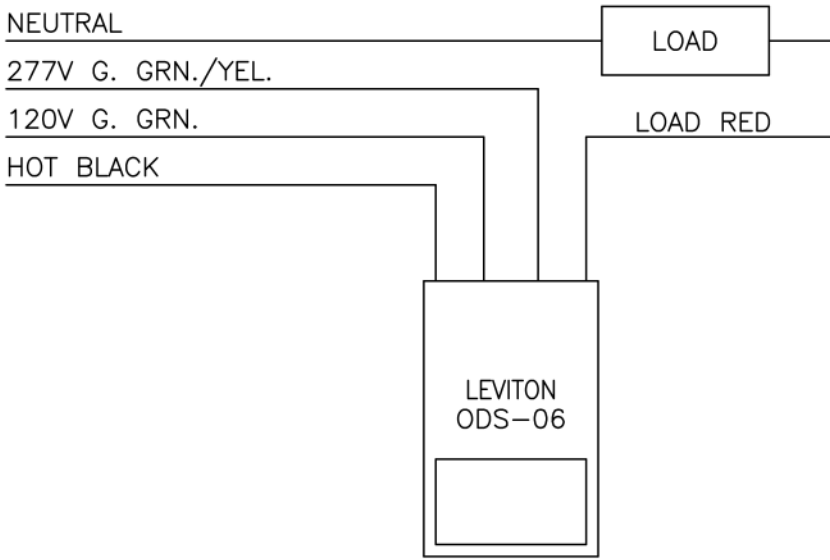 NEUTRAL
LOAD
277V G. GRN./YEL.
120V G. GRN.
LOAD RED
HOT BLACK
LEVITON
ODS-06